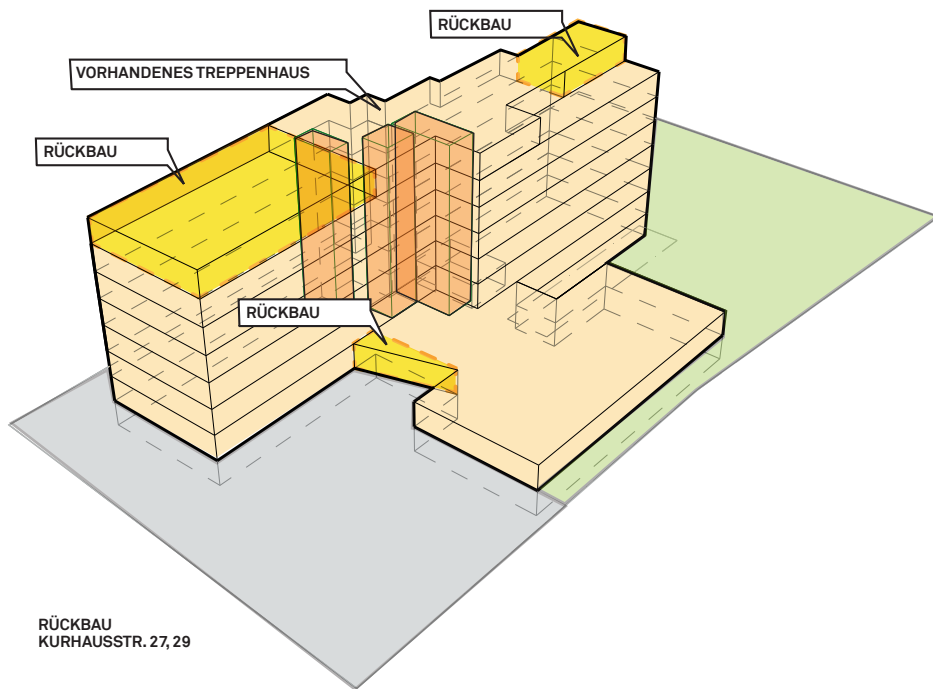 RÜCKBAU
VORHANDENES TREPPENHAUS
RÜCKBAU
RÜCKBAU
RÜCKBAU
KURHAUSSTR. 27, 29